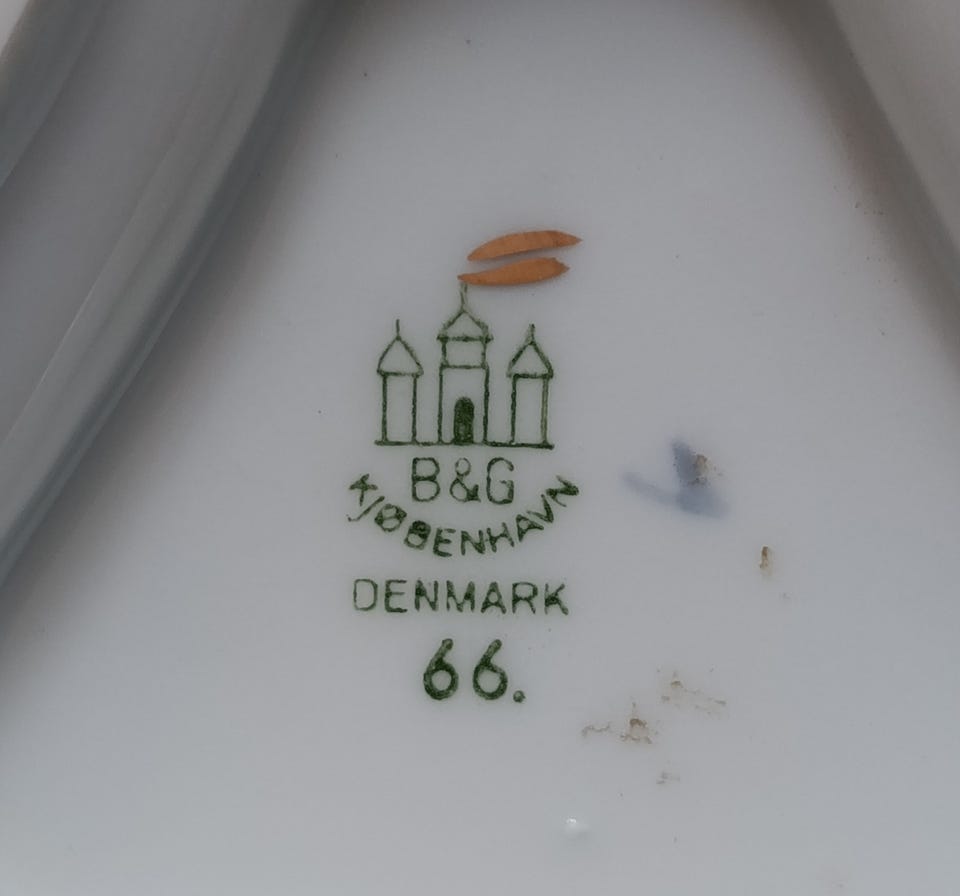 B&G
KJØBENHAVN
DENMARK
66.